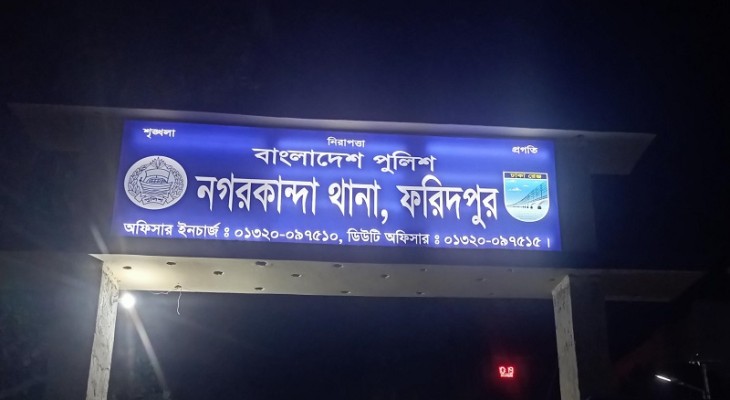 শৃঙ্খলা নিরাপত্তা প্রগতি
বাংলাদেশ পুলিশ
নগরকান্দা থানা, ফরিদপুর
ঢাকা রেঞ্জ
অফিসার ইনচার্জ ঃ ০১৩২০-০৯৭৫১০, ডিউটি অফিসার ঃ ০১৩২০-০৯৭৫১৫ ।